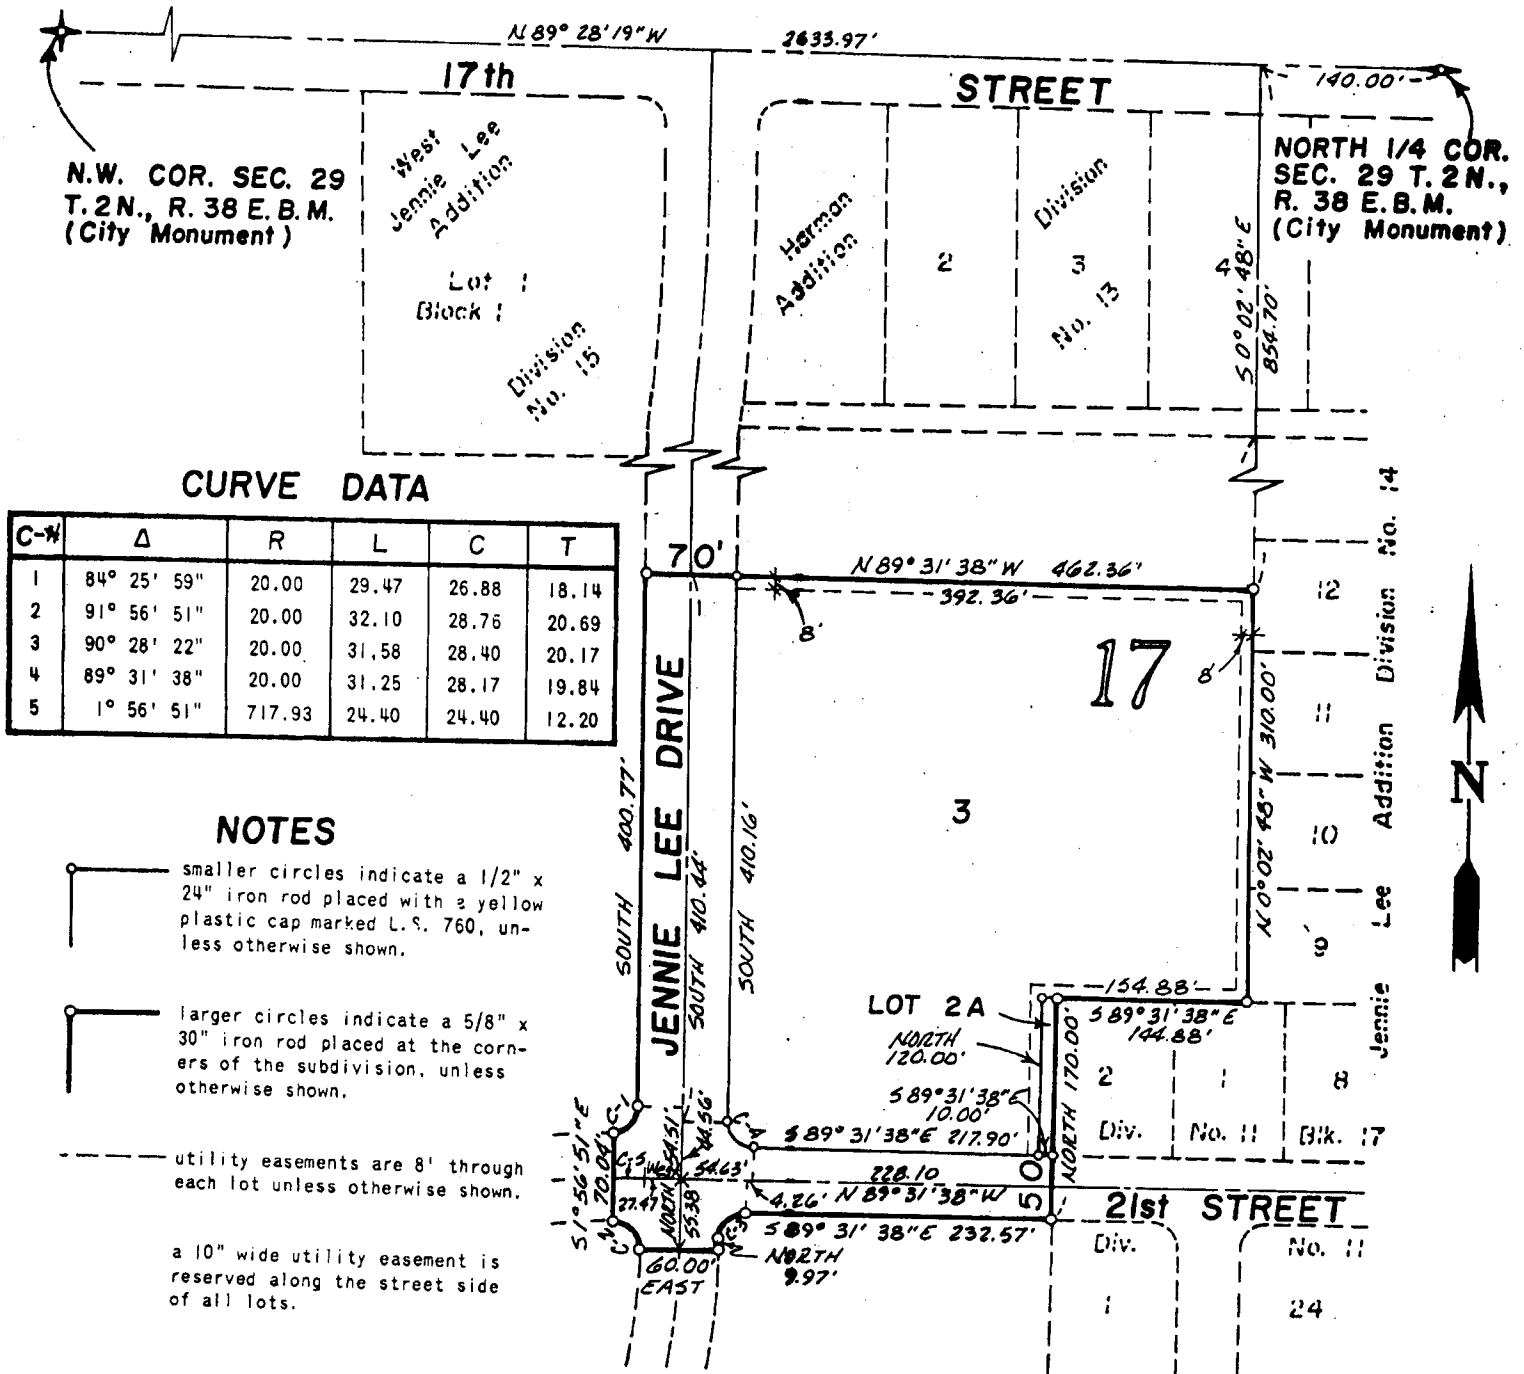 N 89° 28' 19" W 2633.97'
17th STREET
140.00'
N.W. COR. SEC. 29
T. 2 N., R. 38 E. B. M.
(City Monument)
NORTH 1/4 COR.
SEC. 29 T. 2 N.,
R. 38 E. B. M.
(City Monument)
West
Jennie Lee
Addition
Lot 1
Block 1
Division
No. 15
Harman
Addition
2
Division
3
No. 13
4
S 0° 02' 48" E
854.70'
CURVE DATA
C-# Δ R L C T
1 84° 25' 59" 20.00 29.47 26.88 18.14
2 91° 56' 51" 20.00 32.10 28.76 20.69
3 90° 28' 22" 20.00 31.58 28.40 20.17
4 89° 31' 38" 20.00 31.25 28.17 19.84
5 1° 56' 51" 717.93 24.40 24.40 12.20
70'
N 89° 31' 38" W 462.36'
392.36'
8'
17
8'
3
N 0° 02' 48" W 310.00'
Jennie Lee Addition Division No. 14
12
11
10
9
N
JENNIE LEE DRIVE
SOUTH 400.77'
SOUTH 410.44'
SOUTH 410.16'
NOTES
smaller circles indicate a 1/2" x
24" iron rod placed with a yellow
plastic cap marked L.S. 760, un-
less otherwise shown.
larger circles indicate a 5/8" x
30" iron rod placed at the corn-
ers of the subdivision, unless
otherwise shown.
utility easements are 8' through
each lot unless otherwise shown.
a 10" wide utility easement is
reserved along the street side
of all lots.
154.88'
S 89° 31' 38" E
144.88'
LOT 2A
NORTH
120.00'
S 89° 31' 38" E
10.00'
NORTH 170.00'
2
1
8
Div. No. 11 Blk. 17
C-1
C-4
S 89° 31' 38" E 217.90'
S 1° 56' 51" E
70.04'
C-5
West
54.51'
44.56'
54.63'
27.47
NORTH
55.38'
228.10
4.26' N 89° 31' 38" W
50
21st STREET
C-2
C-3
S 89° 31' 38" E 232.57'
NORTH
9.97'
60.00'
EAST
Div. No. 11
1
24